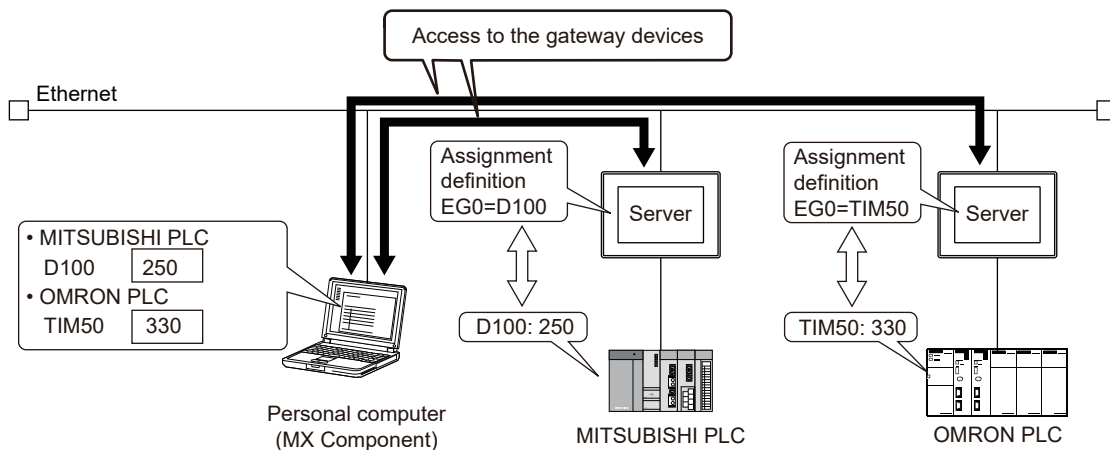 Access to the gateway devices
Ethernet
Assignment
definition
EG0=D100
Server
Assignment
definition
EG0=TIM50
Server
• MITSUBISHI PLC
D100 250
• OMRON PLC
TIM50 330
D100: 250
TIM50: 330
Personal computer
(MX Component)
MITSUBISHI PLC
OMRON PLC